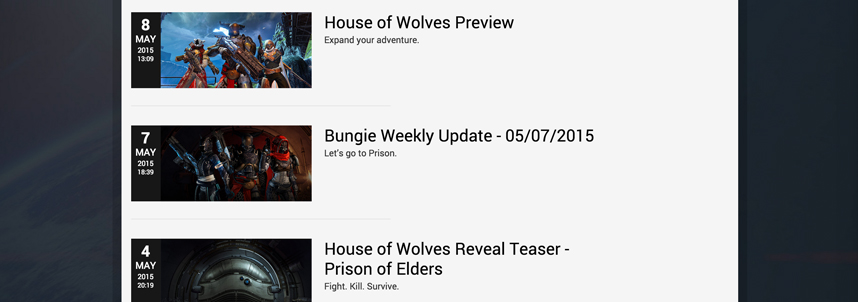 8
MAY
2015
13:09
House of Wolves Preview
Expand your adventure.
7
MAY
2015
18:39
Bungie Weekly Update - 05/07/2015
Let's go to Prison.
4
MAY
2015
20:19
House of Wolves Reveal Teaser -
Prison of Elders
Fight. Kill. Survive.